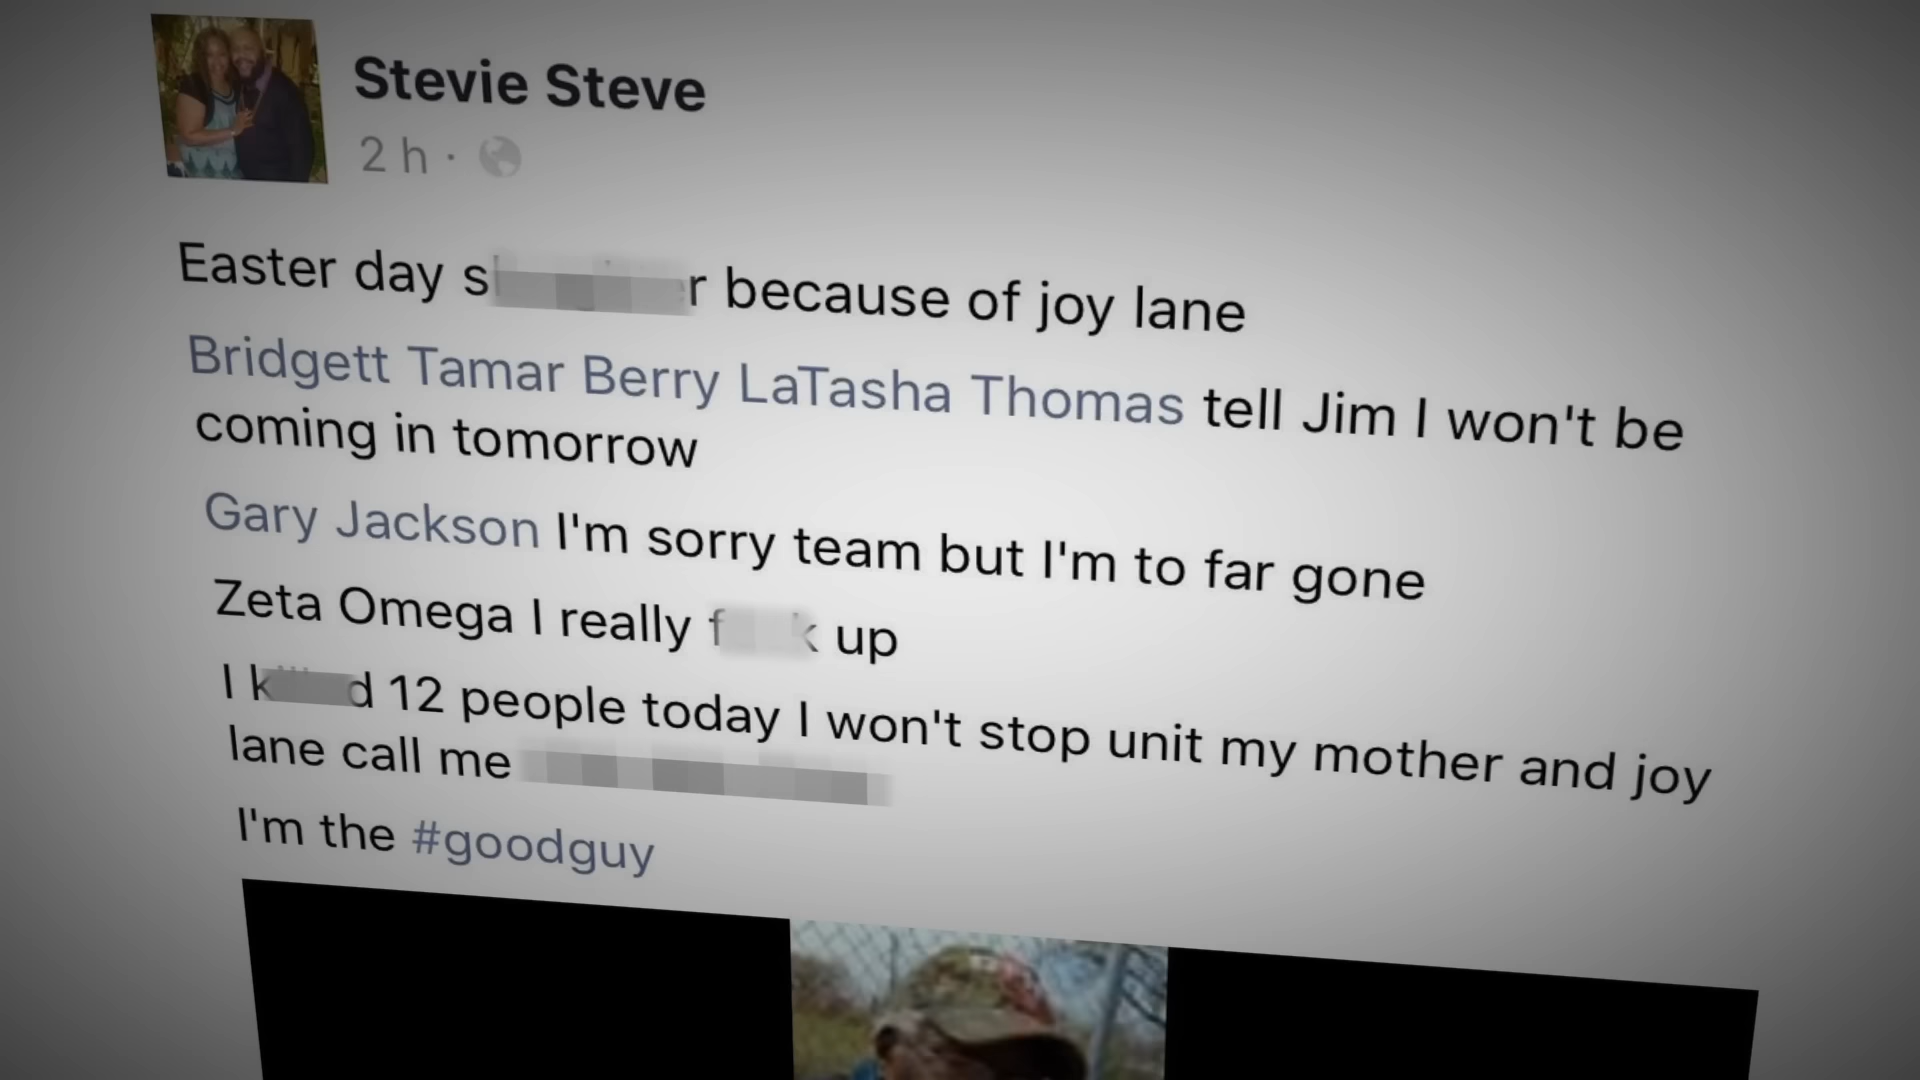 Stevie Steve
2 h ·
Easter day because of joy lane
Bridgett Tamar Berry LaTasha Thomas tell Jim I won't be
coming in tomorrow
Gary Jackson I'm sorry team but I'm to far gone
Zeta Omega I really up
I 12 people today I won't stop unit my mother and joy
lane call me
I'm the #goodguy